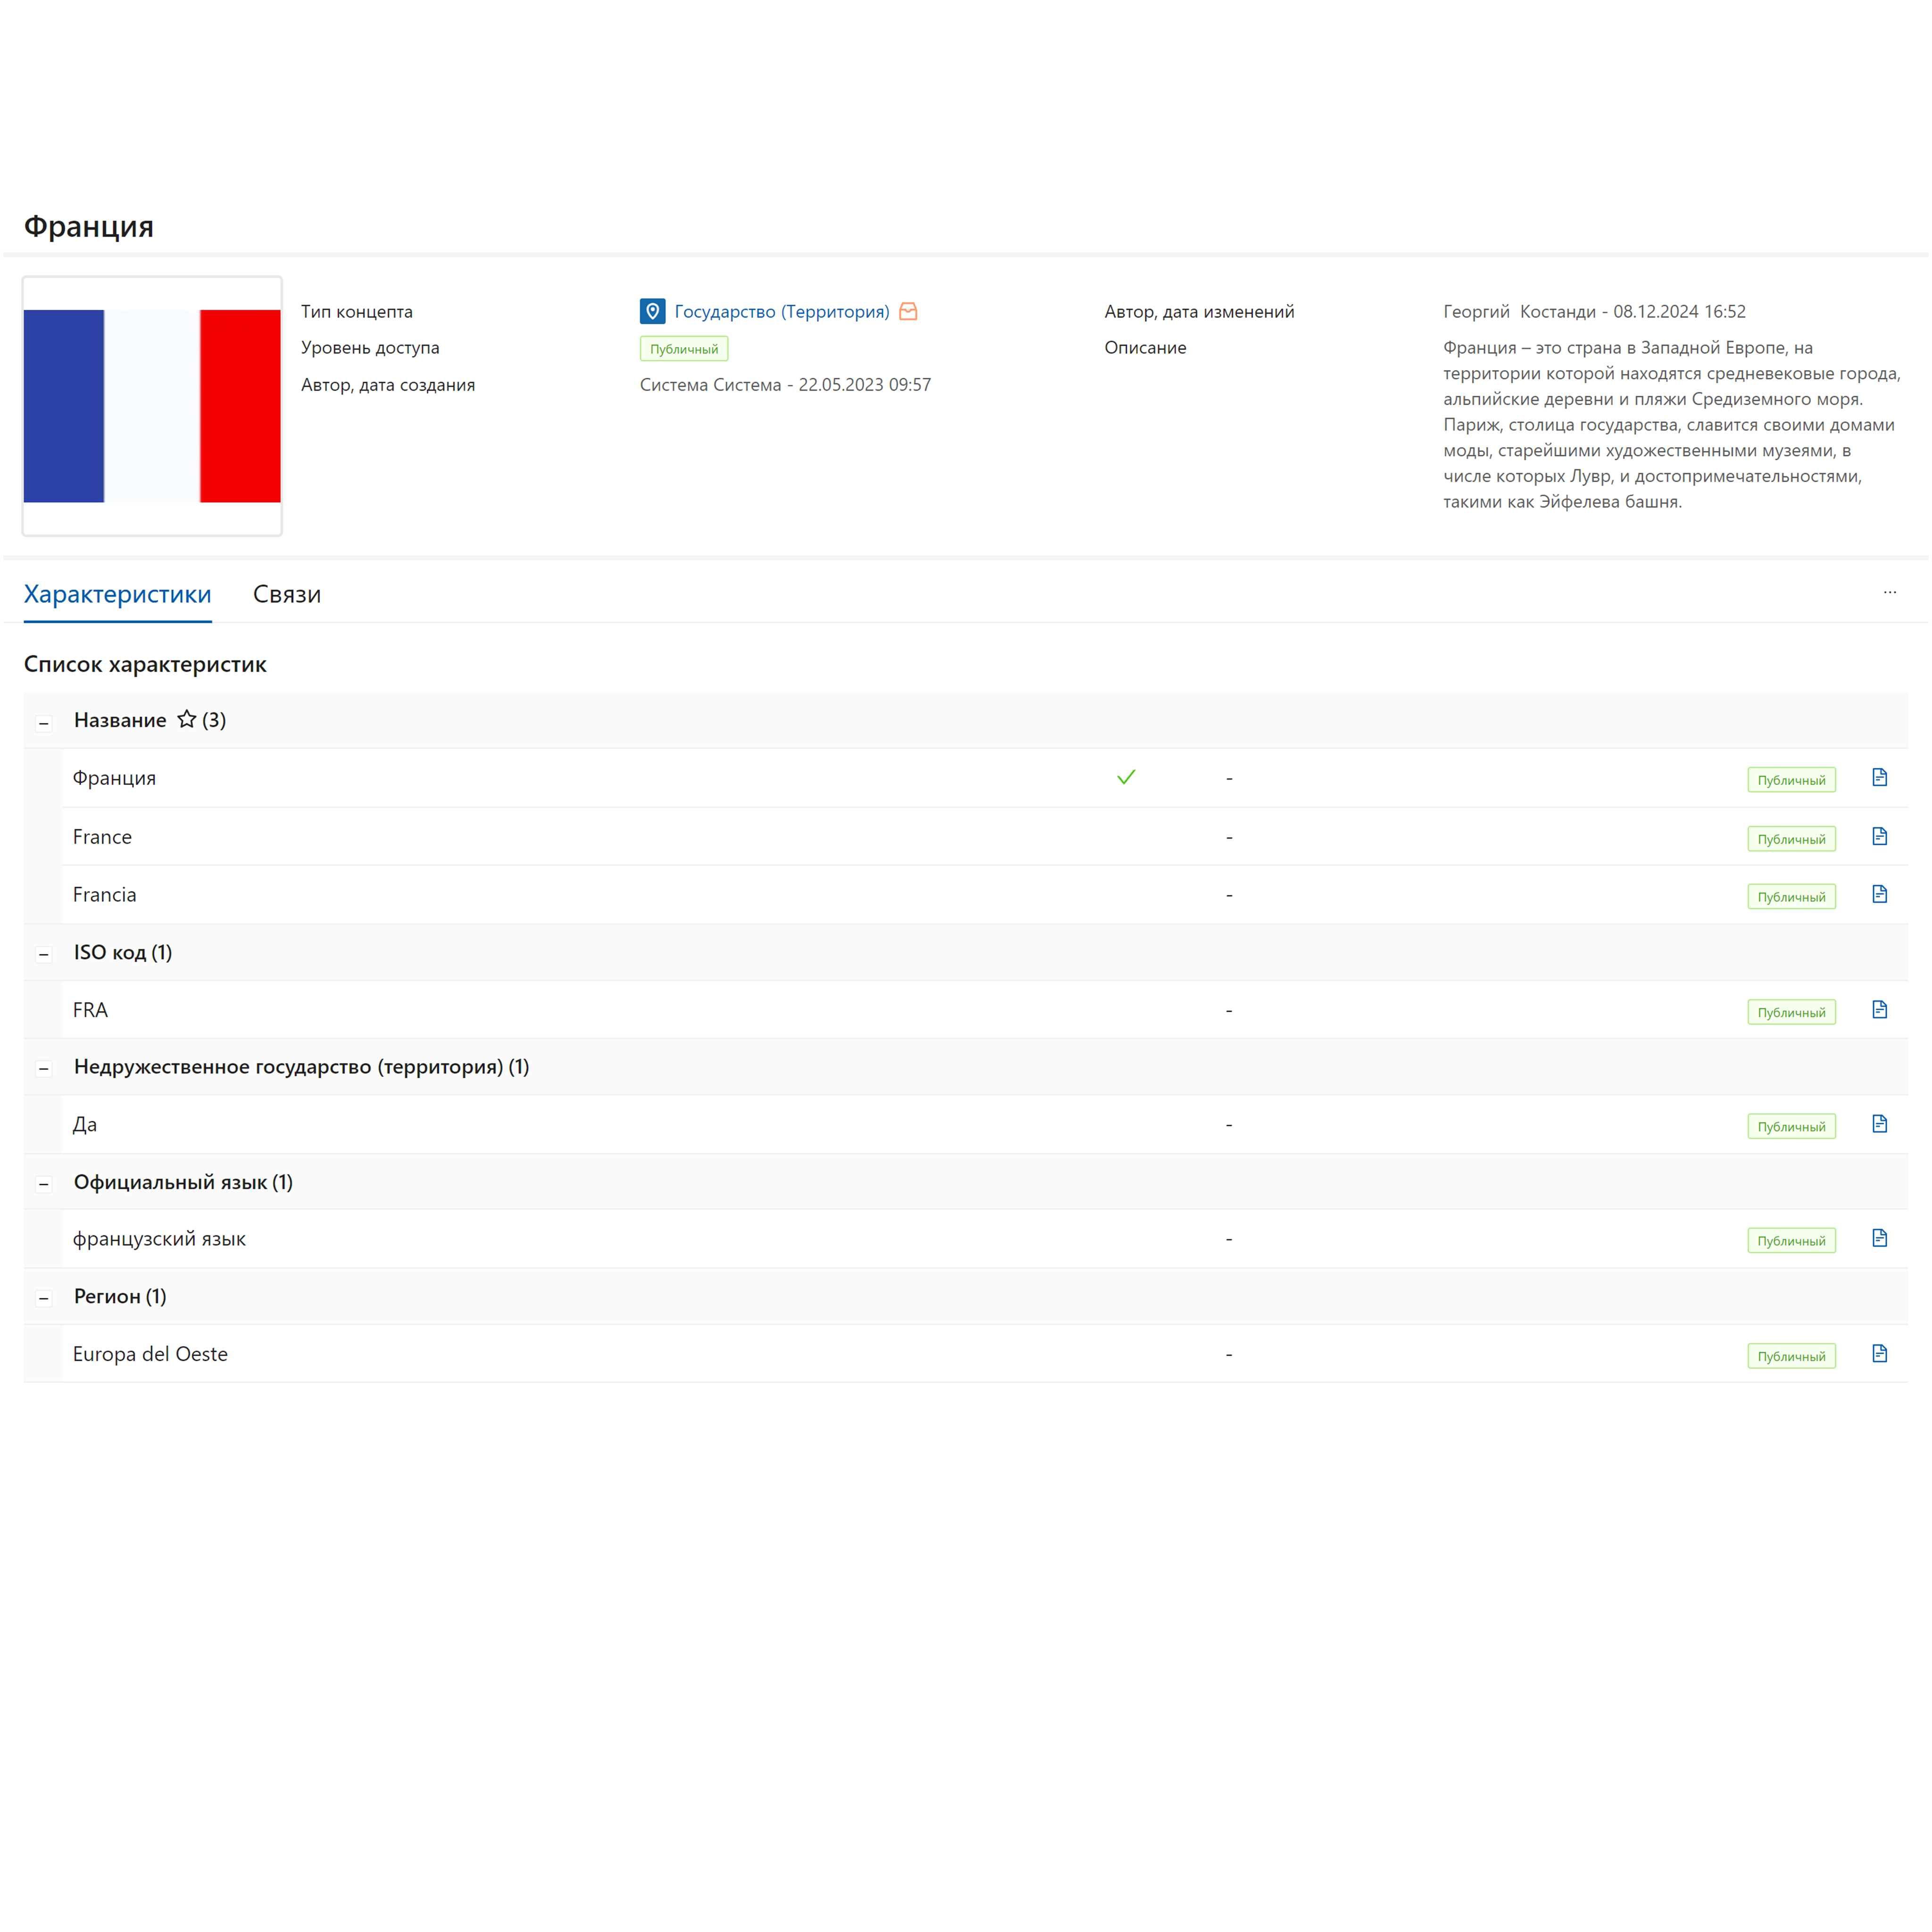 Франция
Тип концепта
Государство (Территория)
Уровень доступа
Публичный
Автор, дата создания
Система Система - 22.05.2023 09:57
Автор, дата изменений
Георгий  Костанди - 08.12.2024 16:52
Описание
Франция – это страна в Западной Европе, на
территории которой находятся средневековые города,
альпийские деревни и пляжи Средиземного моря.
Париж, столица государства, славится своими домами
моды, старейшими художественными музеями, в
числе которых Лувр, и достопримечательностями,
такими как Эйфелева башня.
Характеристики
Связи
...
Список характеристик
Название (3)
Франция - Публичный
France - Публичный
Francia - Публичный
ISO код (1)
FRA - Публичный
Недружественное государство (территория) (1)
Да - Публичный
Официальный язык (1)
французский язык - Публичный
Регион (1)
Europa del Oeste - Публичный